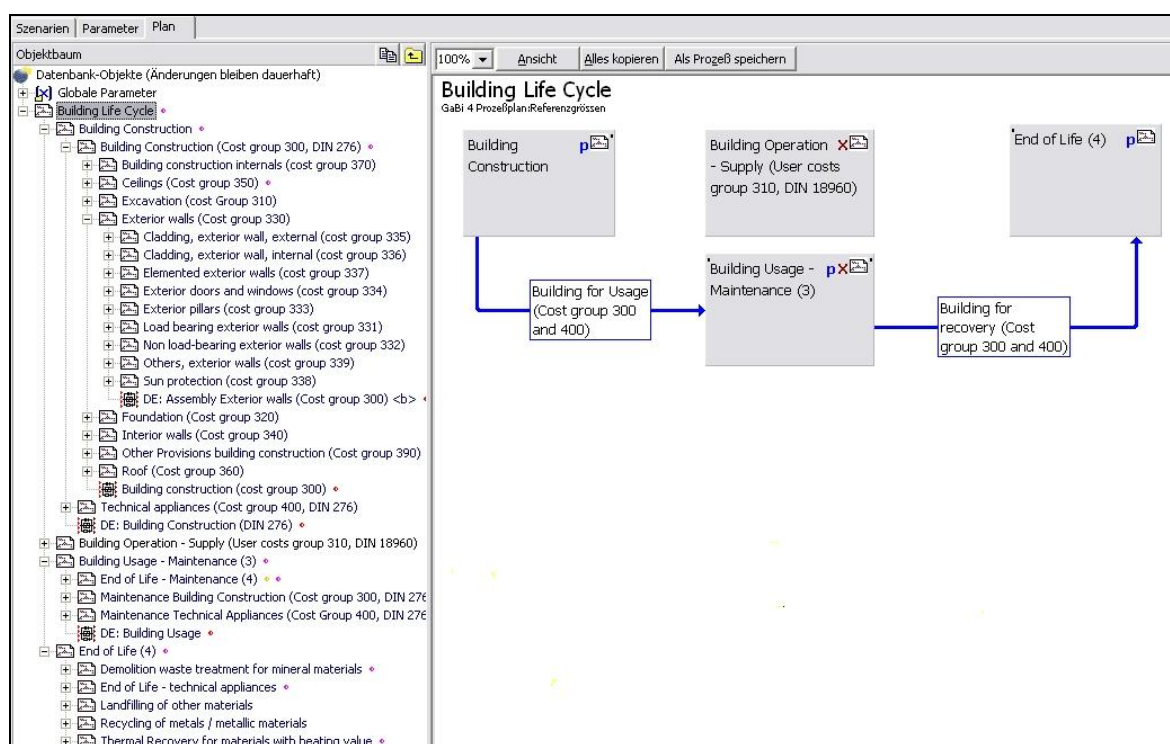 Szenarien Parameter Plan
Objektbaum
Datenbank-Objekte (Änderungen bleiben dauerhaft)
Globale Parameter
Building Life Cycle
Building Construction
Building Construction (Cost group 300, DIN 276)
Building construction internals (cost group 370)
Ceilings (Cost group 350)
Excavation (cost Group 310)
Exterior walls (Cost group 330)
Cladding, exterior wall, external (cost group 335)
Cladding, exterior wall, internal (cost group 336)
Elemented exterior walls (cost group 337)
Exterior doors and windows (cost group 334)
Exterior pillars (cost group 333)
Load bearing exterior walls (cost group 331)
Non load-bearing exterior walls (cost group 332)
Others, exterior walls (cost group 339)
Sun protection (cost group 338)
DE: Assembly Exterior walls (Cost group 300) <b>
Foundation (Cost group 320)
Interior walls (Cost group 340)
Other Provisions building construction (Cost group 390)
Roof (Cost group 360)
Building construction (cost group 300)
Technical appliances (Cost group 400, DIN 276)
DE: Building Construction (DIN 276)
Building Operation - Supply (User costs group 310, DIN 18960)
Building Usage - Maintenance (3)
End of Life - Maintenance (4)
Maintenance Building Construction (Cost group 300, DIN 276
Maintenance Technical Appliances (Cost Group 400, DIN 276
DE: Building Usage
End of Life (4)
Demolition waste treatment for mineral materials
End of Life - technical appliances
Landfilling of other materials
Recycling of metals / metallic materials
Thermal Recovery for materials with heating value
100% Ansicht Alles kopieren Als Prozeß speichern
Building Life Cycle
GaBi 4 Prozeßplan:Referenzgrössen
Building p
Construction
Building Operation X
- Supply (User costs
group 310, DIN 18960)
End of Life (4) p
Building for Usage
(Cost group 300
and 400)
Building Usage - pX
Maintenance (3)
Building for
recovery (Cost
group 300 and 400)